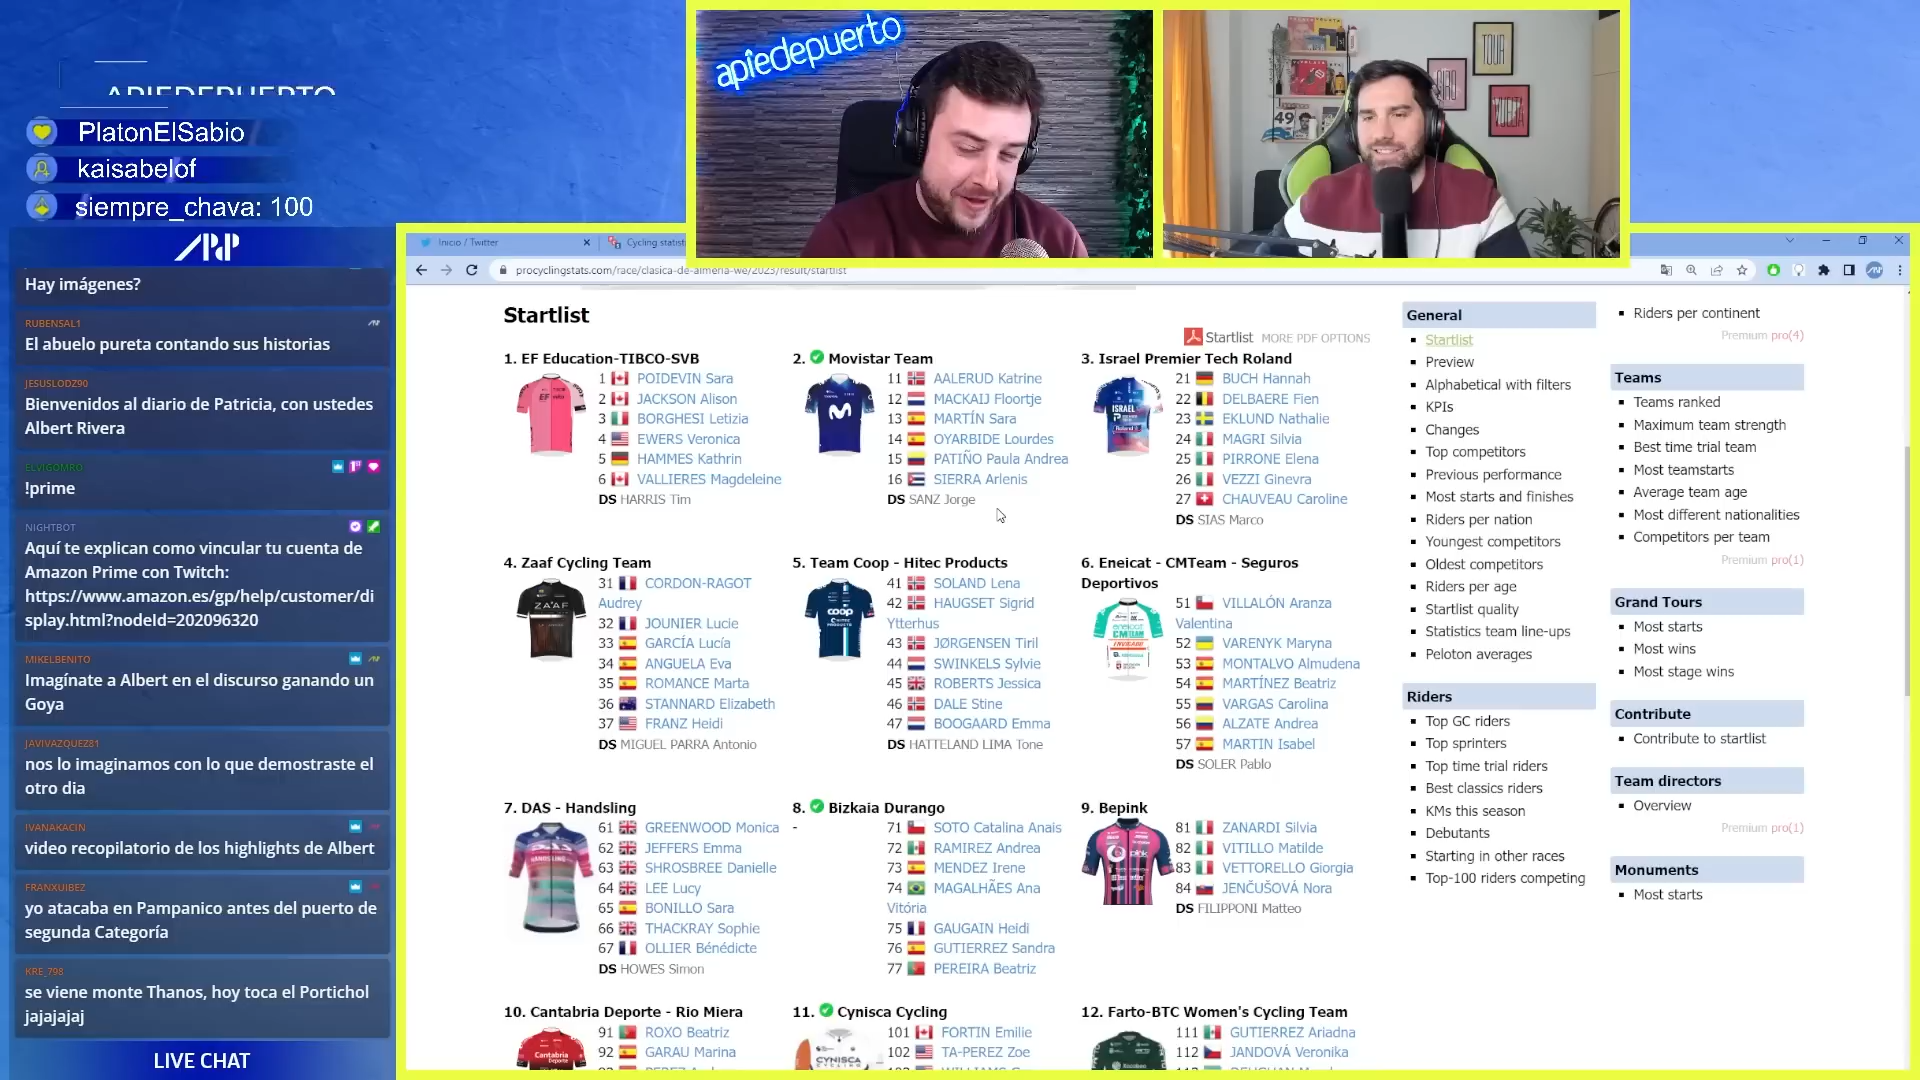 APIEDEPUERTO
PlatonElSabio
kaisabelof
siempre_chava: 100
Hay imágenes?
RUBENSAL1
El abuelo pureta contando sus historias
JESUSLODZ90
Bienvenidos al diario de Patricia, con ustedes
Albert Rivera
ELVIGOMRO
!prime
NIGHTBOT
Aquí te explican como vincular tu cuenta de
Amazon Prime con Twitch:
https://www.amazon.es/gp/help/customer/di
splay.html?nodeId=202096320
MIKELBENITO
Imagínate a Albert en el discurso ganando un
Goya
JAVIVAZQUEZ81
nos lo imaginamos con lo que demostraste el
otro dia
IVANAKACIN
video recopilatorio de los highlights de Albert
FRANXUIBEZ
yo atacaba en Pampanico antes del puerto de
segunda Categoría
KRE_798
se viene monte Thanos, hoy toca el Portichol
jajajajaj
LIVE CHAT
apiedepuerto
TOUR
GIRO
VUELTA
49
Inicio / Twitter
Cycling statist
procyclingstats.com/race/clasica-de-almeria-we/2023/result/startlist
Startlist
Startlist MORE PDF OPTIONS
1. EF Education-TIBCO-SVB
1 POIDEVIN Sara
2 JACKSON Alison
3 BORGHESI Letizia
4 EWERS Veronica
5 HAMMES Kathrin
6 VALLIERES Magdeleine
DS HARRIS Tim
2. Movistar Team
11 AALERUD Katrine
12 MACKAIJ Floortje
13 MARTÍN Sara
14 OYARBIDE Lourdes
15 PATIÑO Paula Andrea
16 SIERRA Arlenis
DS SANZ Jorge
3. Israel Premier Tech Roland
21 BUCH Hannah
22 DELBAERE Fien
23 EKLUND Nathalie
24 MAGRI Silvia
25 PIRRONE Elena
26 VEZZI Ginevra
27 CHAUVEAU Caroline
DS SIAS Marco
4. Zaaf Cycling Team
31 CORDON-RAGOT
Audrey
32 JOUNIER Lucie
33 GARCÍA Lucía
34 ANGUELA Eva
35 ROMANCE Marta
36 STANNARD Elizabeth
37 FRANZ Heidi
DS MIGUEL PARRA Antonio
5. Team Coop - Hitec Products
41 SOLAND Lena
42 HAUGSET Sigrid
Ytterhus
43 JØRGENSEN Tiril
44 SWINKELS Sylvie
45 ROBERTS Jessica
46 DALE Stine
47 BOOGAARD Emma
DS HATTELAND LIMA Tone
6. Eneicat - CMTeam - Seguros
Deportivos
51 VILLALÓN Aranza
Valentina
52 VARENYK Maryna
53 MONTALVO Almudena
54 MARTÍNEZ Beatriz
55 VARGAS Carolina
56 ALZATE Andrea
57 MARTIN Isabel
DS SOLER Pablo
7. DAS - Handsling
61 GREENWOOD Monica
62 JEFFERS Emma
63 SHROSBREE Danielle
64 LEE Lucy
65 BONILLO Sara
66 THACKRAY Sophie
67 OLLIER Bénédicte
DS HOWES Simon
8. Bizkaia Durango
-
71 SOTO Catalina Anais
72 RAMIREZ Andrea
73 MENDEZ Irene
74 MAGALHÃES Ana
Vitória
75 GAUGAIN Heidi
76 GUTIERREZ Sandra
77 PEREIRA Beatriz
9. Bepink
81 ZANARDI Silvia
82 VITILLO Matilde
83 VETTORELLO Giorgia
84 JENČUŠOVÁ Nora
DS FILIPPONI Matteo
10. Cantabria Deporte - Rio Miera
91 ROXO Beatriz
92 GARAU Marina
11. Cynisca Cycling
101 FORTIN Emilie
102 TA-PEREZ Zoe
12. Farto-BTC Women's Cycling Team
111 GUTIERREZ Ariadna
112 JANDOVÁ Veronika
General
Startlist
Preview
Alphabetical with filters
KPIs
Changes
Top competitors
Previous performance
Most starts and finishes
Riders per nation
Youngest competitors
Oldest competitors
Riders per age
Startlist quality
Statistics team line-ups
Peloton averages
Riders
Top GC riders
Top sprinters
Top time trial riders
Best classics riders
KMs this season
Debutants
Starting in other races
Top-100 riders competing
Riders per continent
Premium pro(4)
Teams
Teams ranked
Maximum team strength
Best time trial team
Most teamstarts
Average team age
Most different nationalities
Competitors per team
Premium pro(1)
Grand Tours
Most starts
Most wins
Most stage wins
Contribute
Contribute to startlist
Team directors
Overview
Premium pro(1)
Monuments
Most starts